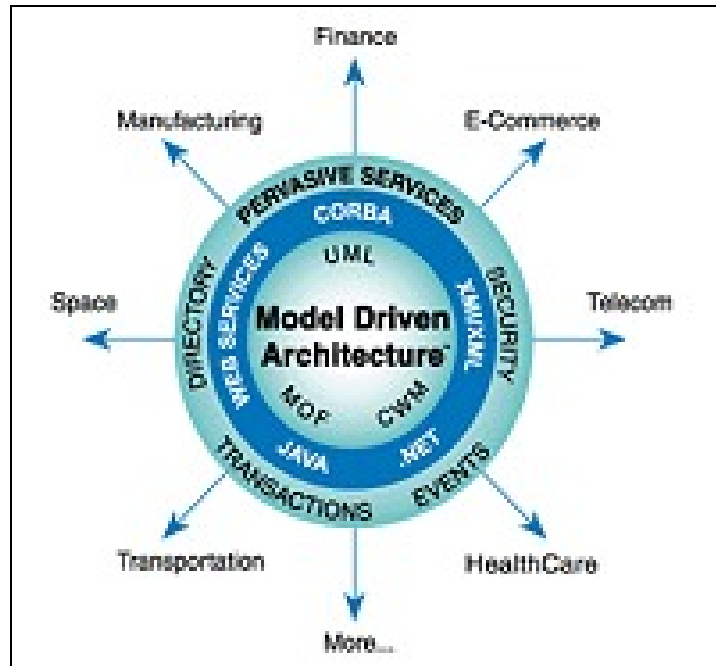 Finance
Manufacturing
E-Commerce
PERVASIVE SERVICES
CORBA
UML
Space
DIRECTORY
WEB SERVICES
Model Driven
Architecture™
XMI/XML
SECURITY
Telecom
MOF
CWM
JAVA
.NET
TRANSACTIONS
EVENTS
Transportation
HealthCare
More...